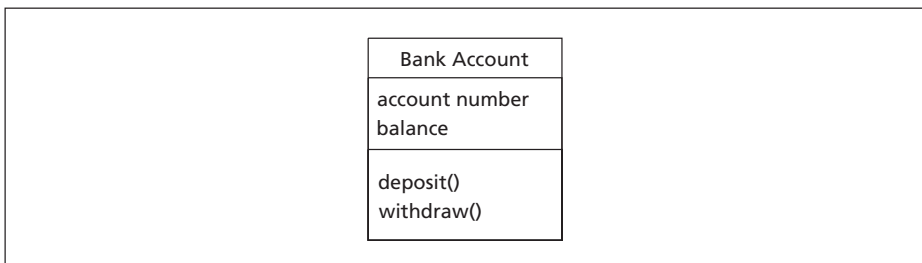 Bank Account
account number
balance
deposit()
withdraw()